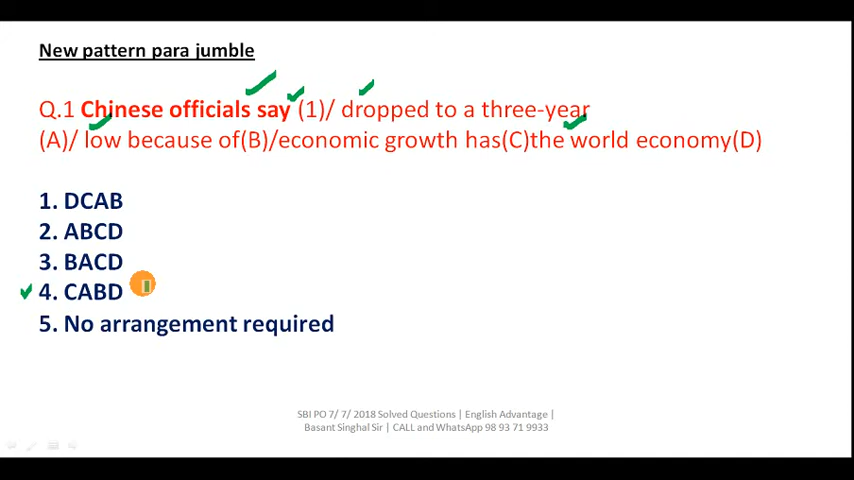 New pattern para jumble
Q.1 Chinese officials say (1)/ dropped to a three-year
(A)/ low because of(B)/economic growth has(C)the world economy(D)
1. DCAB
2. ABCD
3. BACD
4. CABD
5. No arrangement required
SBI PO 7/ 7/ 2018 Solved Questions | English Advantage |
Basant Singhal Sir | CALL and WhatsApp 98 93 71 9933